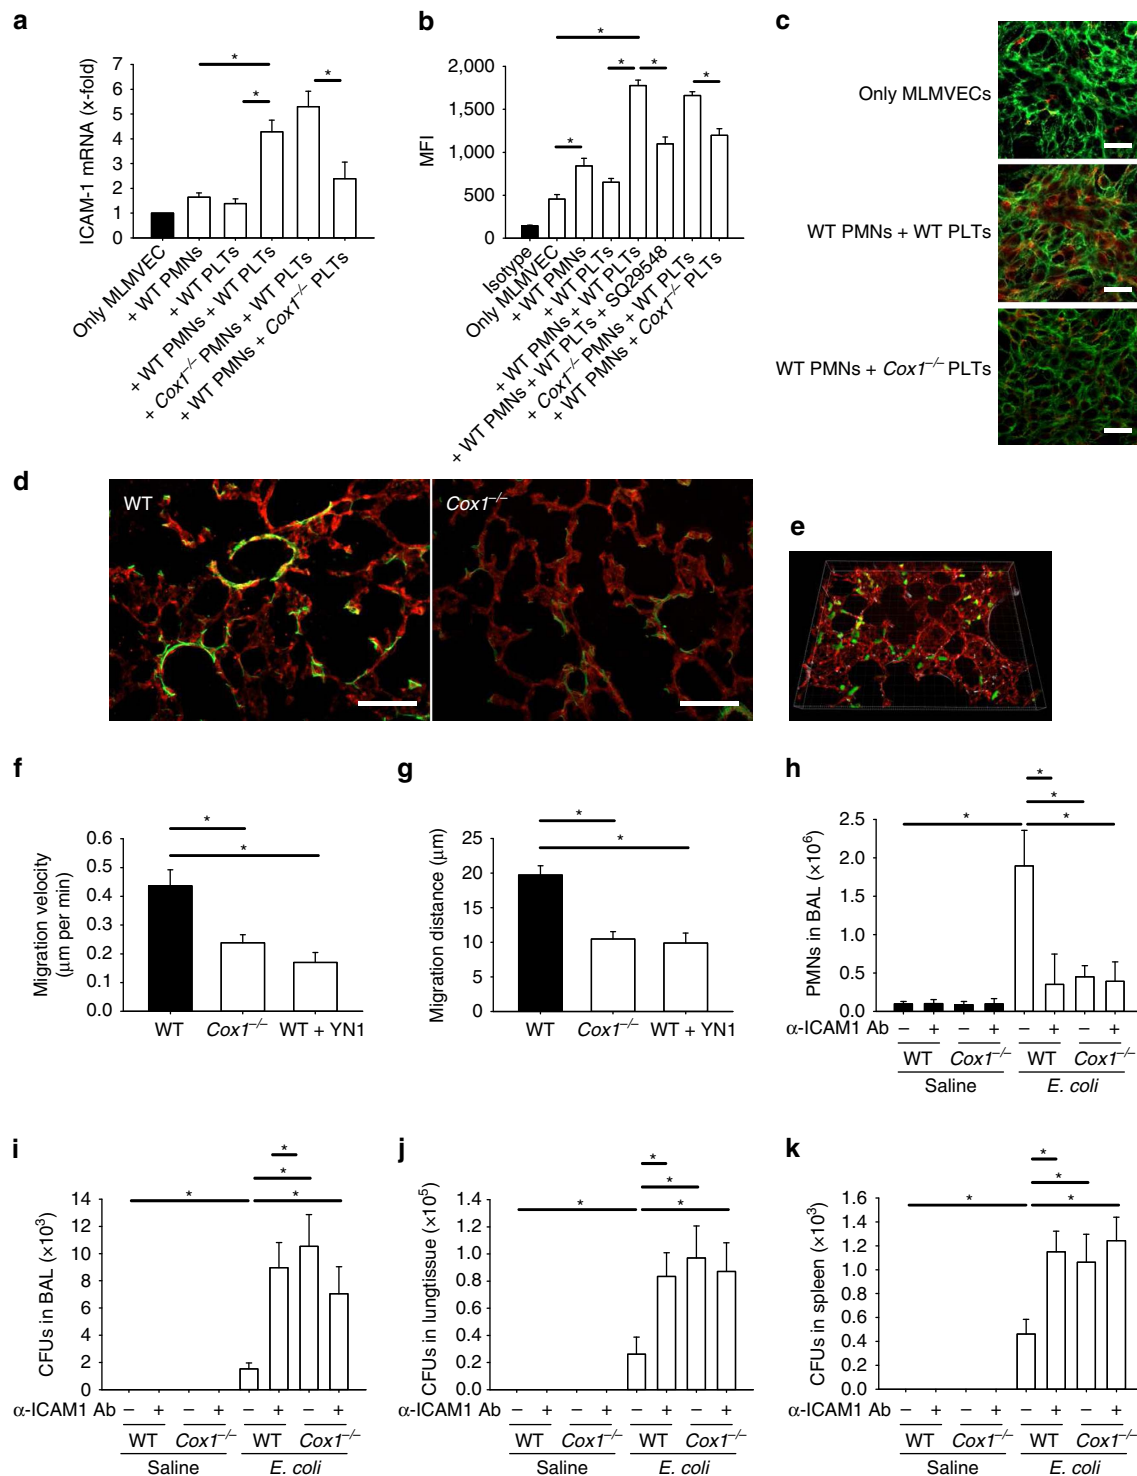 a
ICAM-1 mRNA (x-fold)
7
6
5
4
3
2
1
0
*
*
*
Only MLMVEC
+ WT PMNs
+ WT PLTs
+ WT PMNs + WT PLTs
+ Cox1–/– PMNs + WT PLTs
+ WT PMNs + Cox1–/– PLTs
b
MFI
2,000
1,500
1,000
500
0
*
*
*
*
*
Isotype
Only MLMVEC
+ WT PMNs
+ WT PLTs
+ WT PMNs + WT PLTs
+ WT PMNs + WT PLTs + SQ29548
+ Cox1–/– PMNs + WT PLTs
+ WT PMNs + Cox1–/– PLTs
c
Only MLMVECs
WT PMNs + WT PLTs
WT PMNs + Cox1–/– PLTs
d
WT
Cox1–/–
e
f
Migration velocity
(µm per min)
0.6
0.5
0.4
0.3
0.2
0.1
0.0
*
*
WT Cox1–/– WT + YN1
g
Migration distance (µm)
25
20
15
10
5
0
*
*
WT Cox1–/– WT + YN1
h
PMNs in BAL (×10⁶)
2.5
2.0
1.5
1.0
0.5
0.0
*
*
*
*
α-ICAM1 Ab – + – + – + – +
WT Cox1–/– WT Cox1–/–
Saline E. coli
i
CFUs in BAL (×10³)
14
12
10
8
6
4
2
0
*
*
*
*
α-ICAM1 Ab – + – + – + – +
WT Cox1–/– WT Cox1–/–
Saline E. coli
j
CFUs in lungtissue (×10⁵)
1.4
1.2
1.0
0.8
0.6
0.4
0.2
0.0
*
*
*
*
– + – + – + – +
WT Cox1–/– WT Cox1–/–
Saline E. coli
k
CFUs in spleen (×10³)
1.6
1.4
1.2
1.0
0.8
0.6
0.4
0.2
0.0
*
*
*
*
– + – + – + – +
WT Cox1–/– WT Cox1–/–
Saline E. coli